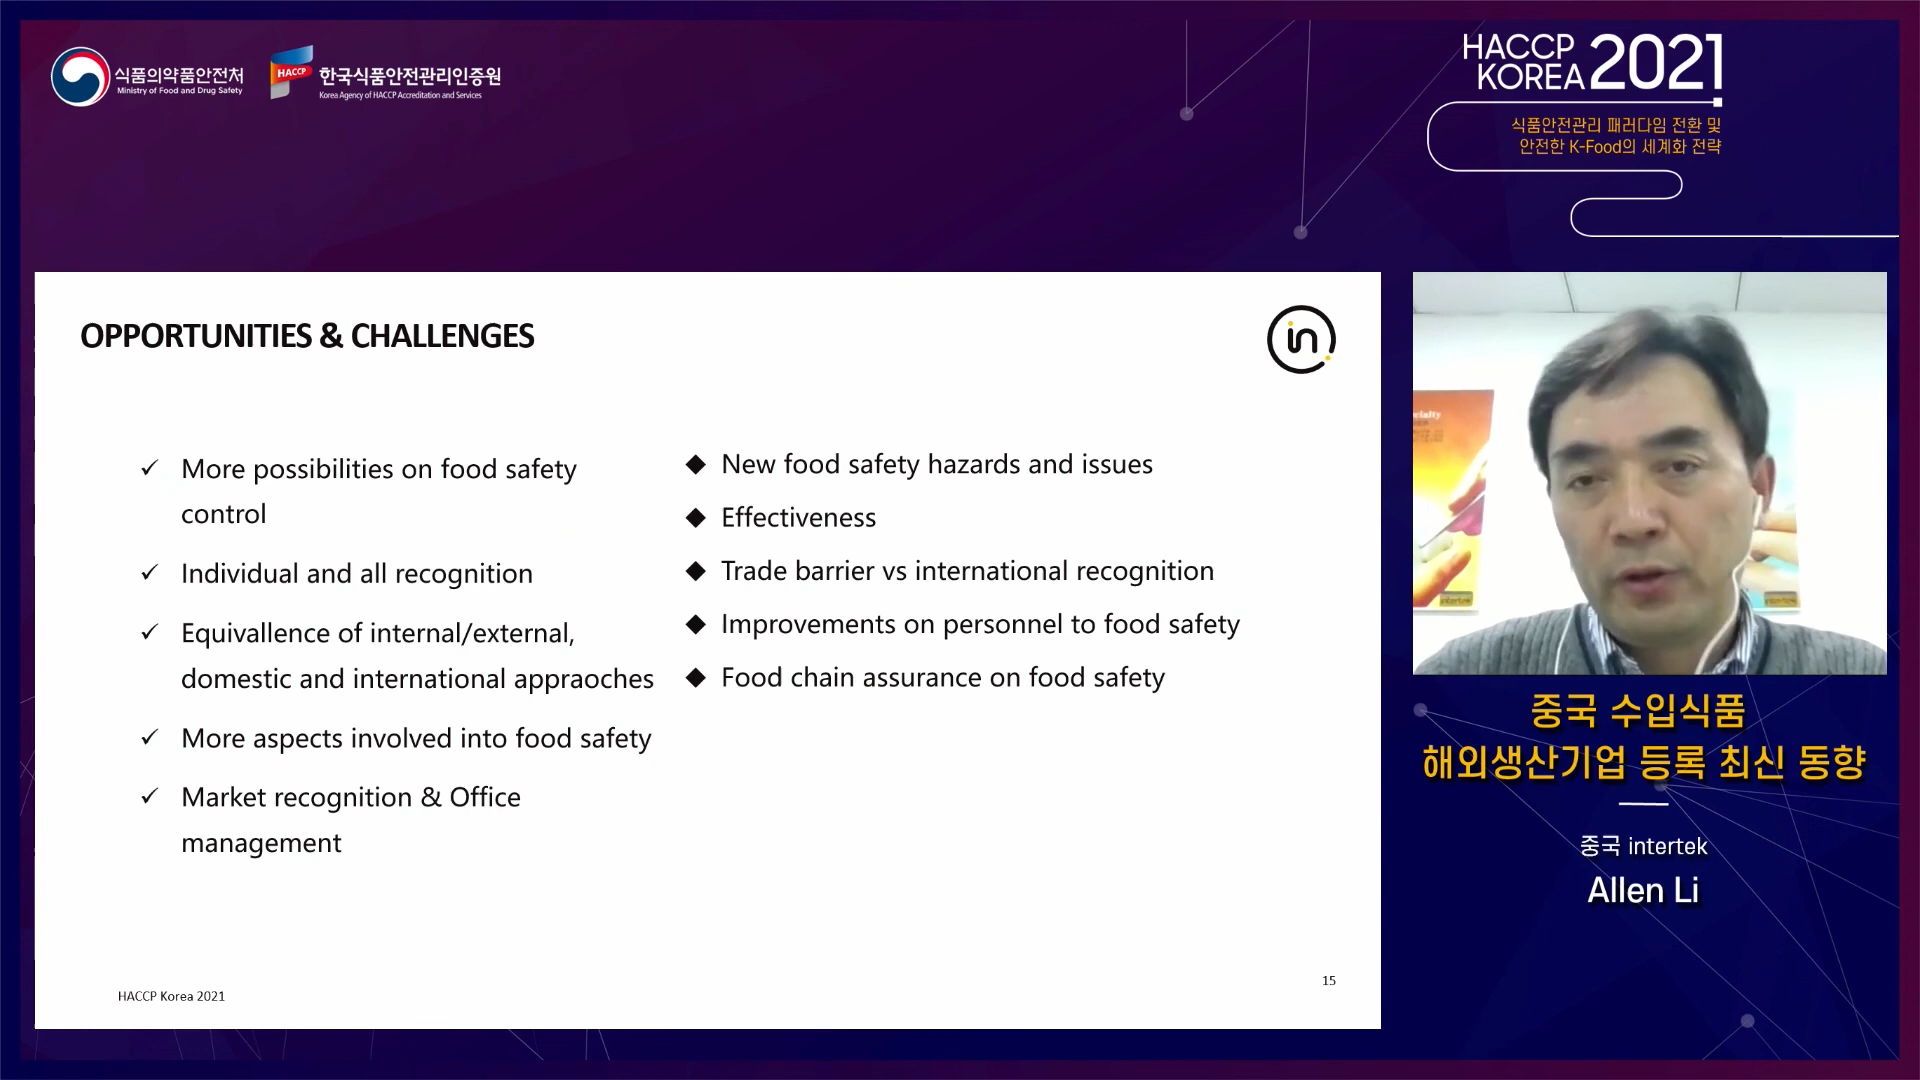 식품의약품안전처
Ministry of Food and Drug Safety
HACCP
한국식품안전관리인증원
Korea Agency of HACCP Accreditation and Services
HACCP
KOREA 2021
식품안전관리 패러다임 전환 및
안전한 K-Food의 세계화 전략
OPPORTUNITIES & CHALLENGES
in
✓ More possibilities on food safety
control
✓ Individual and all recognition
✓ Equivallence of internal/external,
domestic and international appraoches
✓ More aspects involved into food safety
✓ Market recognition & Office
management
◆ New food safety hazards and issues
◆ Effectiveness
◆ Trade barrier vs international recognition
◆ Improvements on personnel to food safety
◆ Food chain assurance on food safety
HACCP Korea 2021
15
intertek
intertek
중국 수입식품
해외생산기업 등록 최신 동향
중국 intertek
Allen Li